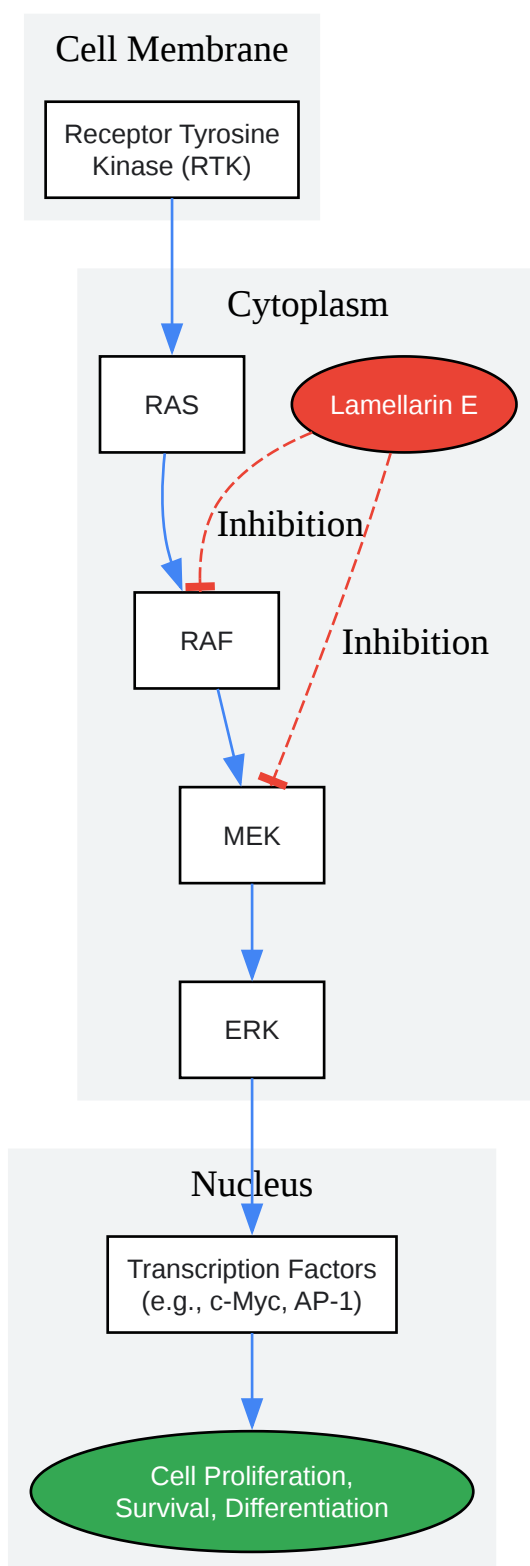 Cell Membrane
Receptor Tyrosine
Kinase (RTK)
Cytoplasm
RAS
Lamellarin E
Inhibition
RAF
Inhibition
MEK
ERK
Nucleus
Transcription Factors
(e.g., c-Myc, AP-1)
Cell Proliferation,
Survival, Differentiation